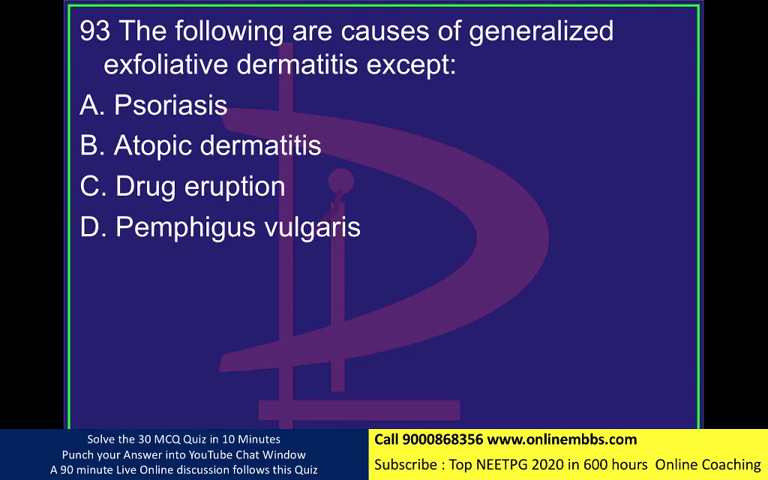 93 The following are causes of generalized
exfoliative dermatitis except:
A. Psoriasis
B. Atopic dermatitis
C. Drug eruption
D. Pemphigus vulgaris
Solve the 30 MCQ Quiz in 10 Minutes
Punch your Answer into YouTube Chat Window
A 90 minute Live Online discussion follows this Quiz
Call 9000868356 www.onlinembbs.com
Subscribe : Top NEETPG 2020 in 600 hours Online Coaching